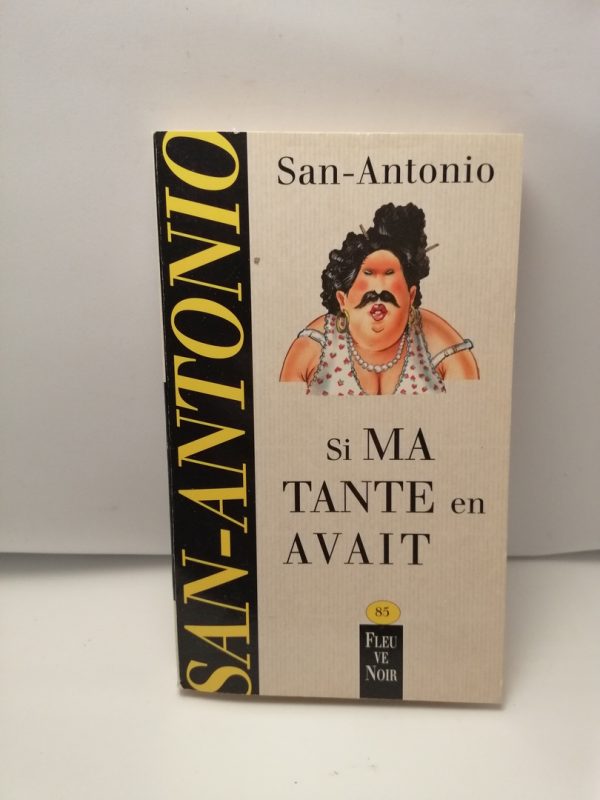 SAN-ANTONIO
San-Antonio
Si MA
TANTE en
AVAIT
85
FLEU
VE
NOIR